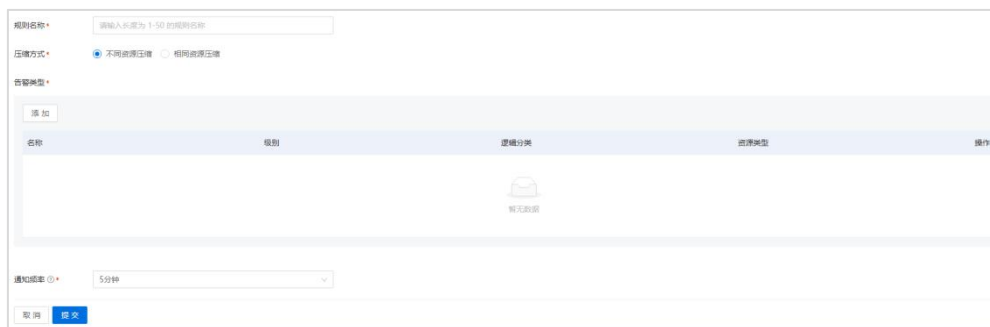 规则名称*
请输入长度为 1-50 的规则名称
压缩方式*
不同资源压缩 相同资源压缩
告警类型*
添 加
名称 级别 逻辑分类 资源类型 操作
暂无数据
通知频率 ?*
5分钟
取 消 提 交